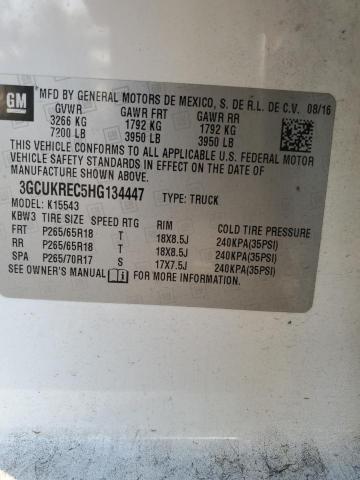 GM
MFD BY GENERAL MOTORS DE MEXICO, S. DE R.L. DE C.V. 08/16
GVWR GAWR FRT GAWR RR
3266 KG 1792 KG 1792 KG
7200 LB 3950 LB 3950 LB
THIS VEHICLE CONFORMS TO ALL APPLICABLE U.S. FEDERAL MOTOR
VEHICLE SAFETY STANDARDS IN EFFECT ON THE DATE OF
MANUFACTURE SHOWN ABOVE.
3GCUKREC5HG134447 TYPE: TRUCK
MODEL: K15543
KBW3 TIRE SIZE SPEED RTG RIM COLD TIRE PRESSURE
FRT P265/65R18 T 18X8.5J 240KPA(35PSI)
RR P265/65R18 T 18X8.5J 240KPA(35PSI)
SPA P265/70R17 S 17X7.5J 240KPA(35PSI)
SEE OWNER'S MANUAL FOR MORE INFORMATION.